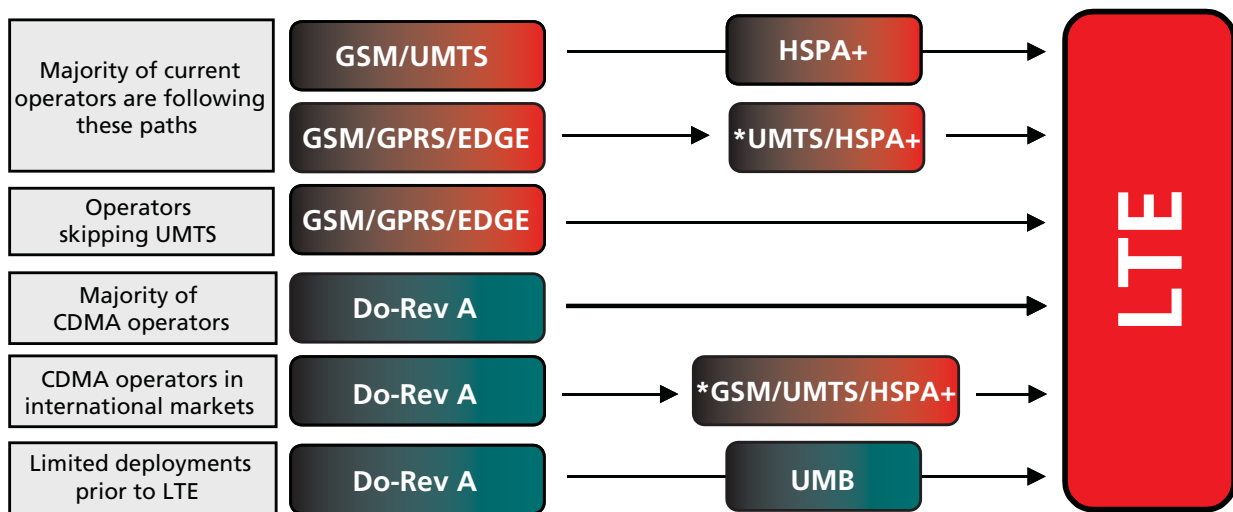 Majority of current
operators are following
these paths
GSM/UMTS
HSPA+
GSM/GPRS/EDGE
*UMTS/HSPA+
Operators
skipping UMTS
GSM/GPRS/EDGE
Majority of
CDMA operators
Do-Rev A
CDMA operators in
international markets
Do-Rev A
*GSM/UMTS/HSPA+
Limited deployments
prior to LTE
Do-Rev A
UMB
LTE